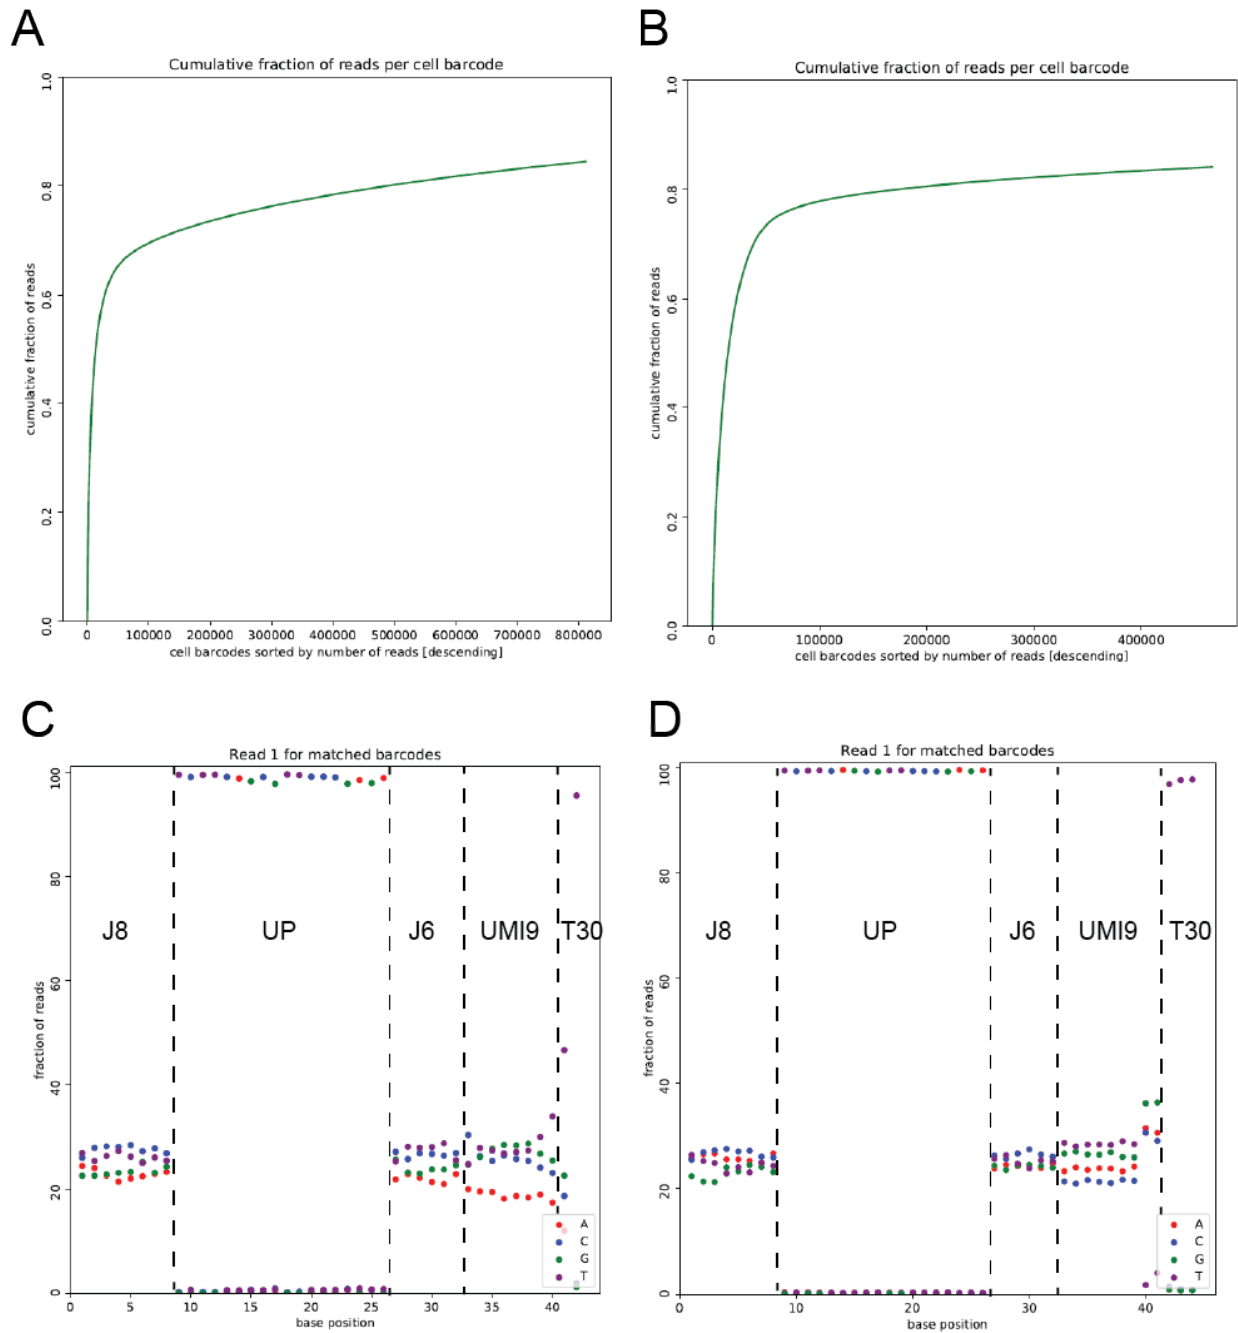 A
Cumulative fraction of reads per cell barcode
1.0
0.8
0.6
0.4
0.2
0.0
cumulative fraction of reads
0 100000 200000 300000 400000 500000 600000 700000 800000
cell barcodes sorted by number of reads [descending]
B
Cumulative fraction of reads per cell barcode
1.0
0.8
0.6
0.4
0.2
0.0
cumulative fraction of reads
0 100000 200000 300000 400000
cell barcodes sorted by number of reads [descending]
C
Read 1 for matched barcodes
100
80
60
40
20
0
fraction of reads
J8 UP J6 UMI9 T30
A
C
G
T
0 5 10 15 20 25 30 35 40
base position
D
Read 1 for matched barcodes
100
80
60
40
20
0
fraction of reads
J8 UP J6 UMI9 T30
A
C
G
T
0 10 20 30 40
base position